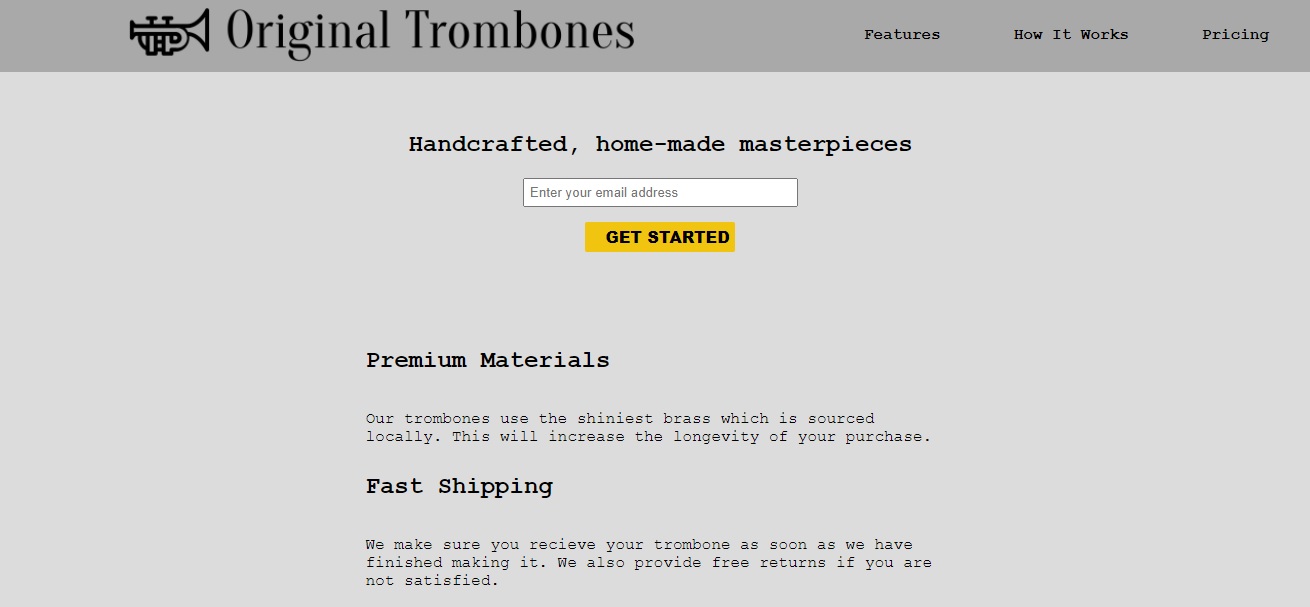 Original Trombones
Features
How It Works
Pricing
Handcrafted, home-made masterpieces
Enter your email address
GET STARTED
Premium Materials
Our trombones use the shiniest brass which is sourced
locally. This will increase the longevity of your purchase.
Fast Shipping
We make sure you recieve your trombone as soon as we have
finished making it. We also provide free returns if you are
not satisfied.